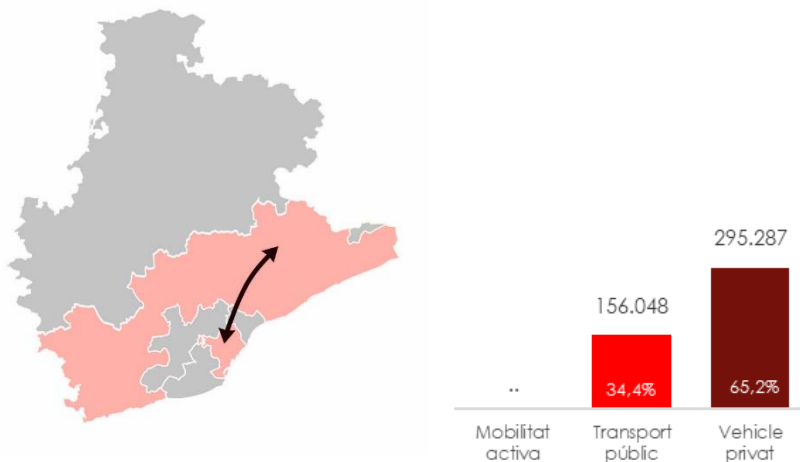 295.287
156.048
..
34,4%
65,2%
Mobilitat
activa
Transport
públic
Vehicle
privat